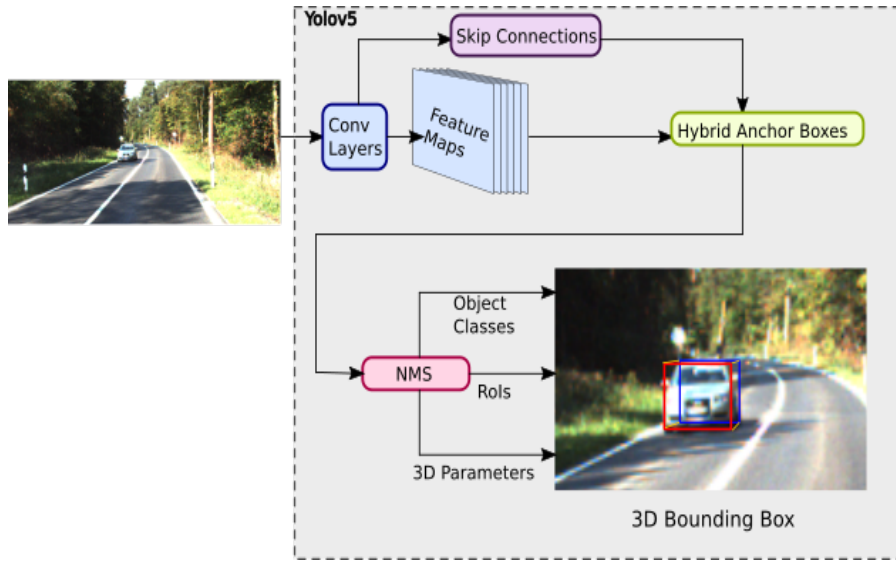 Yolov5
Skip Connections
Conv
Layers
Feature
Maps
Hybrid Anchor Boxes
Object
Classes
NMS
RoIs
3D Parameters
3D Bounding Box